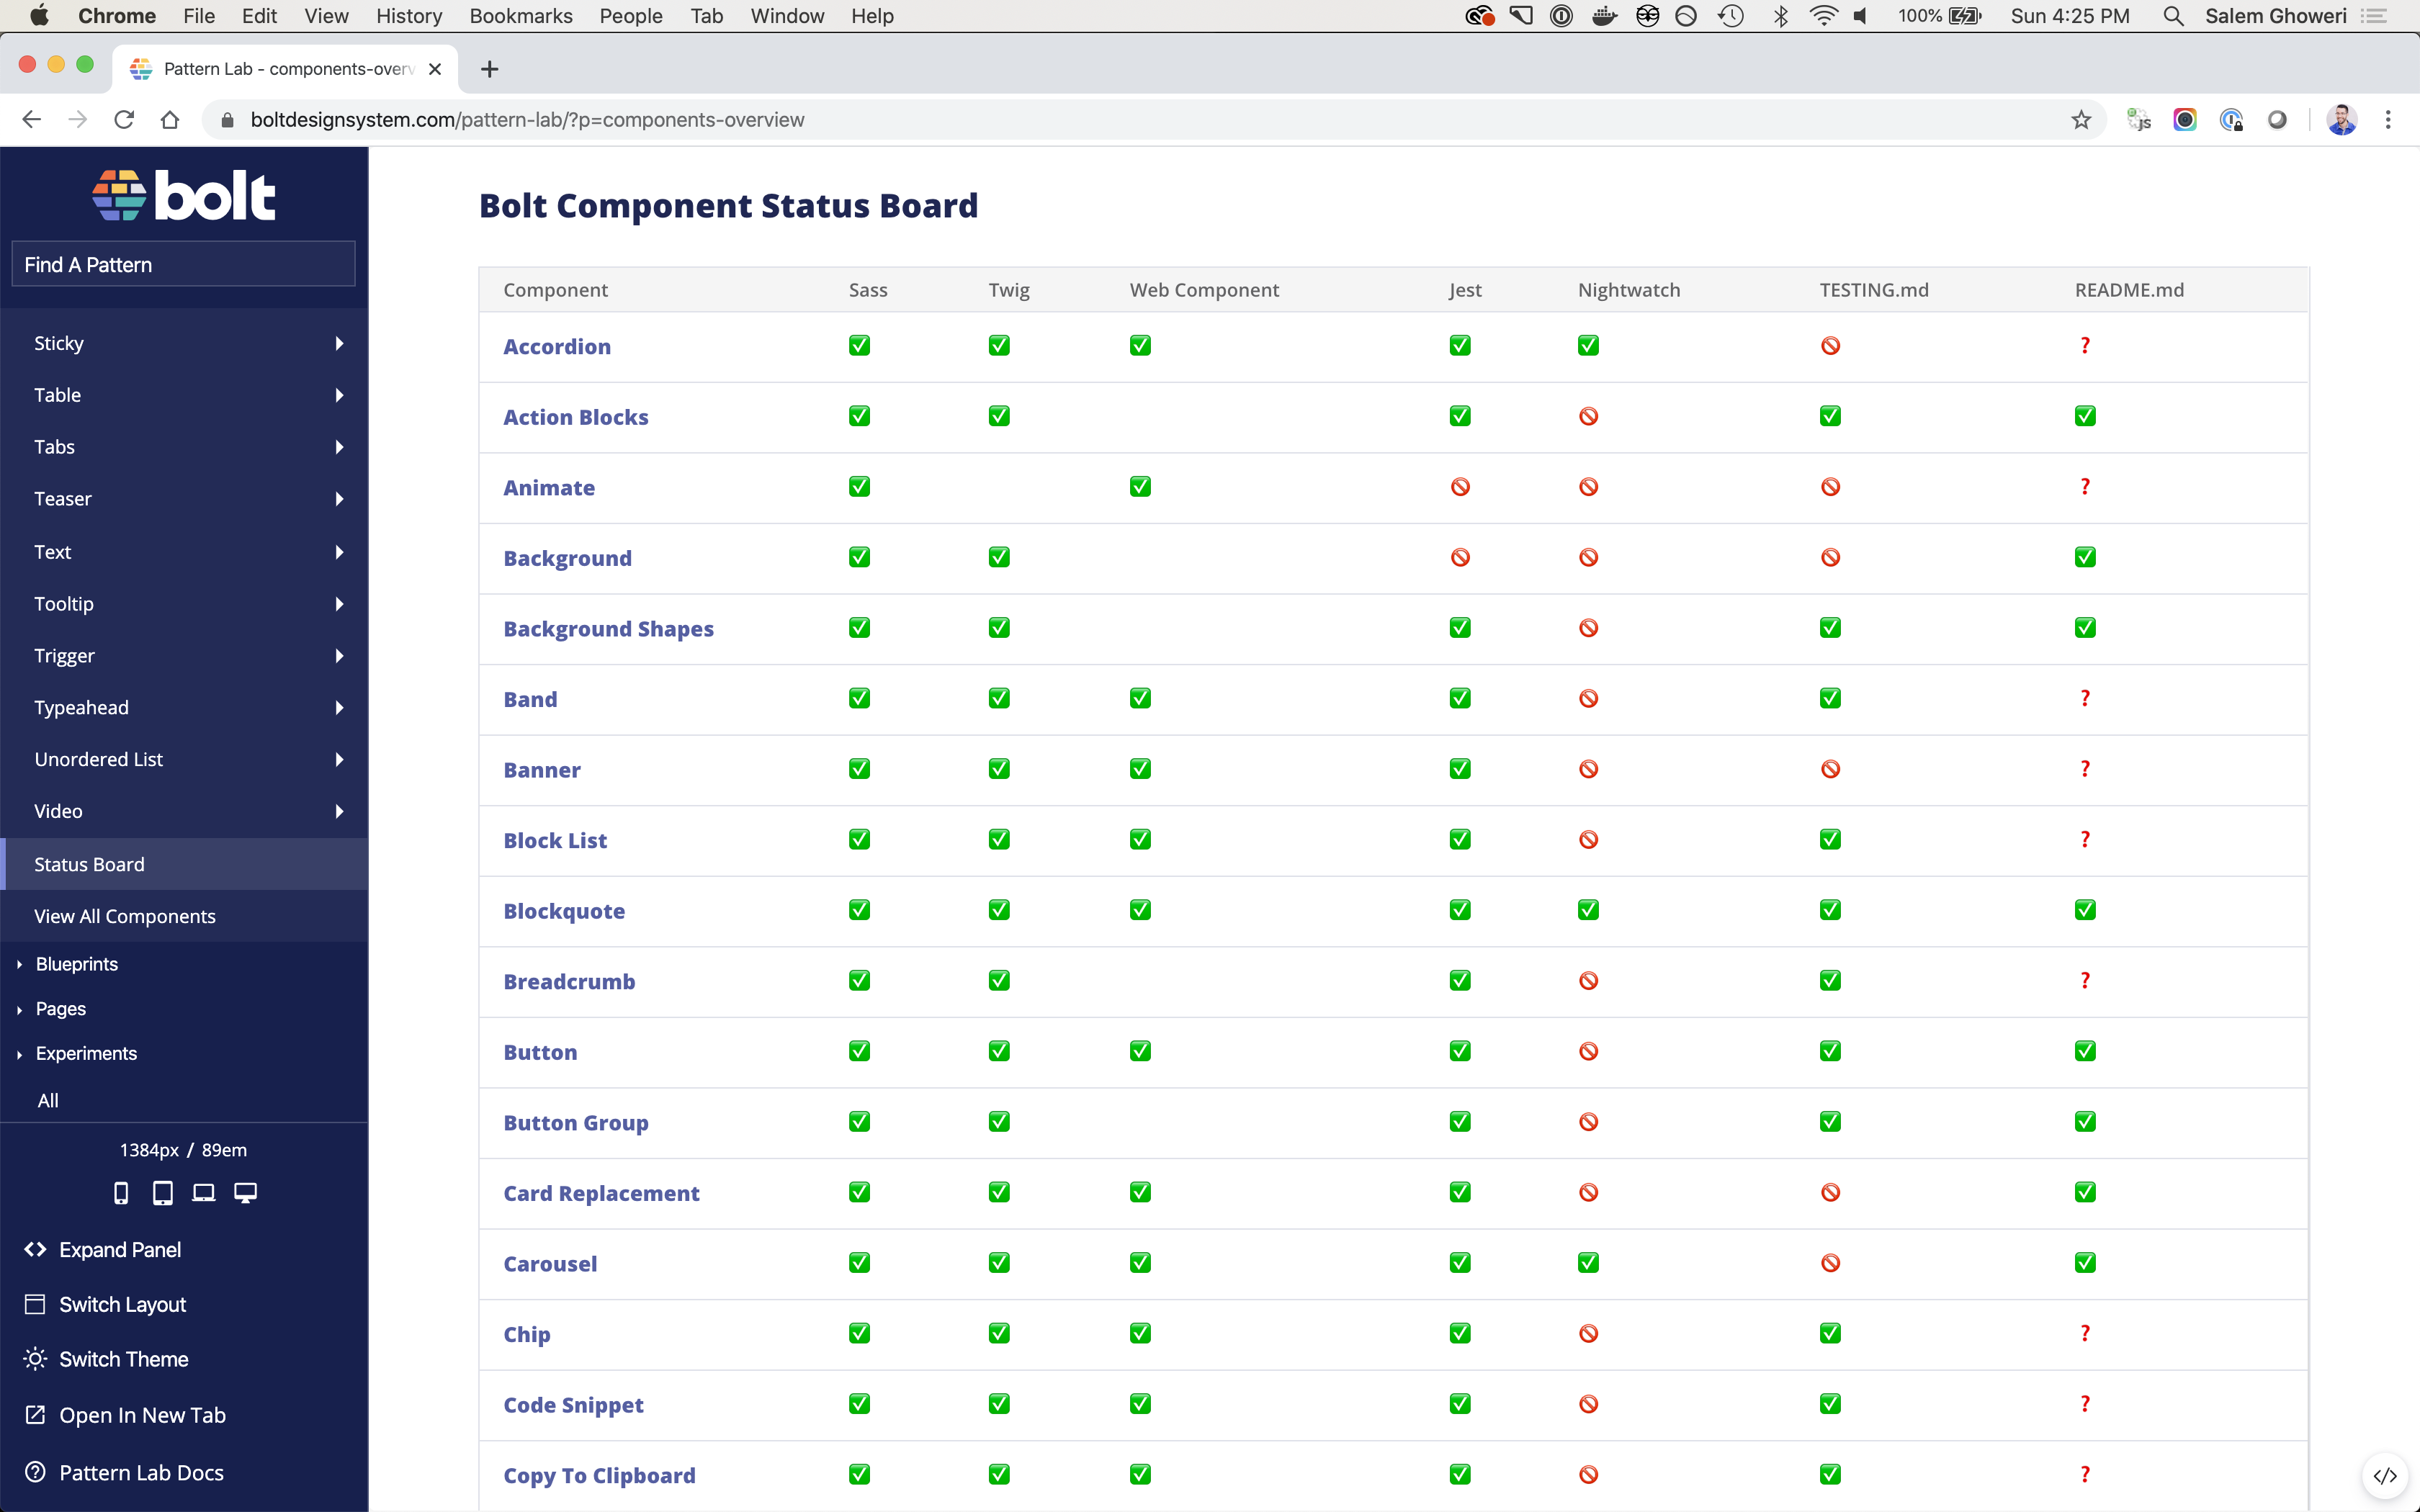 Chrome File Edit View History Bookmarks People Tab Window Help 100% Sun 4:25 PM Salem Ghoweri
Pattern Lab - components-overv
boltdesignsystem.com/pattern-lab/?p=components-overview
bolt
Find A Pattern
Sticky
Table
Tabs
Teaser
Text
Tooltip
Trigger
Typeahead
Unordered List
Video
Status Board
View All Components
Blueprints
Pages
Experiments
All
1384px / 89em
Expand Panel
Switch Layout
Switch Theme
Open In New Tab
Pattern Lab Docs
Bolt Component Status Board
Component Sass Twig Web Component Jest Nightwatch TESTING.md README.md
Accordion ✅ ✅ ✅ ✅ ✅ 🚫 ❓
Action Blocks ✅ ✅ ✅ 🚫 ✅ ✅
Animate ✅ ✅ 🚫 🚫 🚫 ❓
Background ✅ ✅ 🚫 🚫 🚫 ✅
Background Shapes ✅ ✅ ✅ 🚫 ✅ ✅
Band ✅ ✅ ✅ ✅ 🚫 ✅ ❓
Banner ✅ ✅ ✅ ✅ 🚫 🚫 ❓
Block List ✅ ✅ ✅ ✅ 🚫 ✅ ❓
Blockquote ✅ ✅ ✅ ✅ ✅ ✅ ✅
Breadcrumb ✅ ✅ ✅ 🚫 ✅ ❓
Button ✅ ✅ ✅ ✅ 🚫 ✅ ✅
Button Group ✅ ✅ ✅ 🚫 ✅ ✅
Card Replacement ✅ ✅ ✅ ✅ 🚫 🚫 ✅
Carousel ✅ ✅ ✅ ✅ ✅ 🚫 ✅
Chip ✅ ✅ ✅ ✅ 🚫 ✅ ❓
Code Snippet ✅ ✅ ✅ ✅ 🚫 ✅ ❓
Copy To Clipboard ✅ ✅ ✅ ✅ 🚫 ✅ ❓